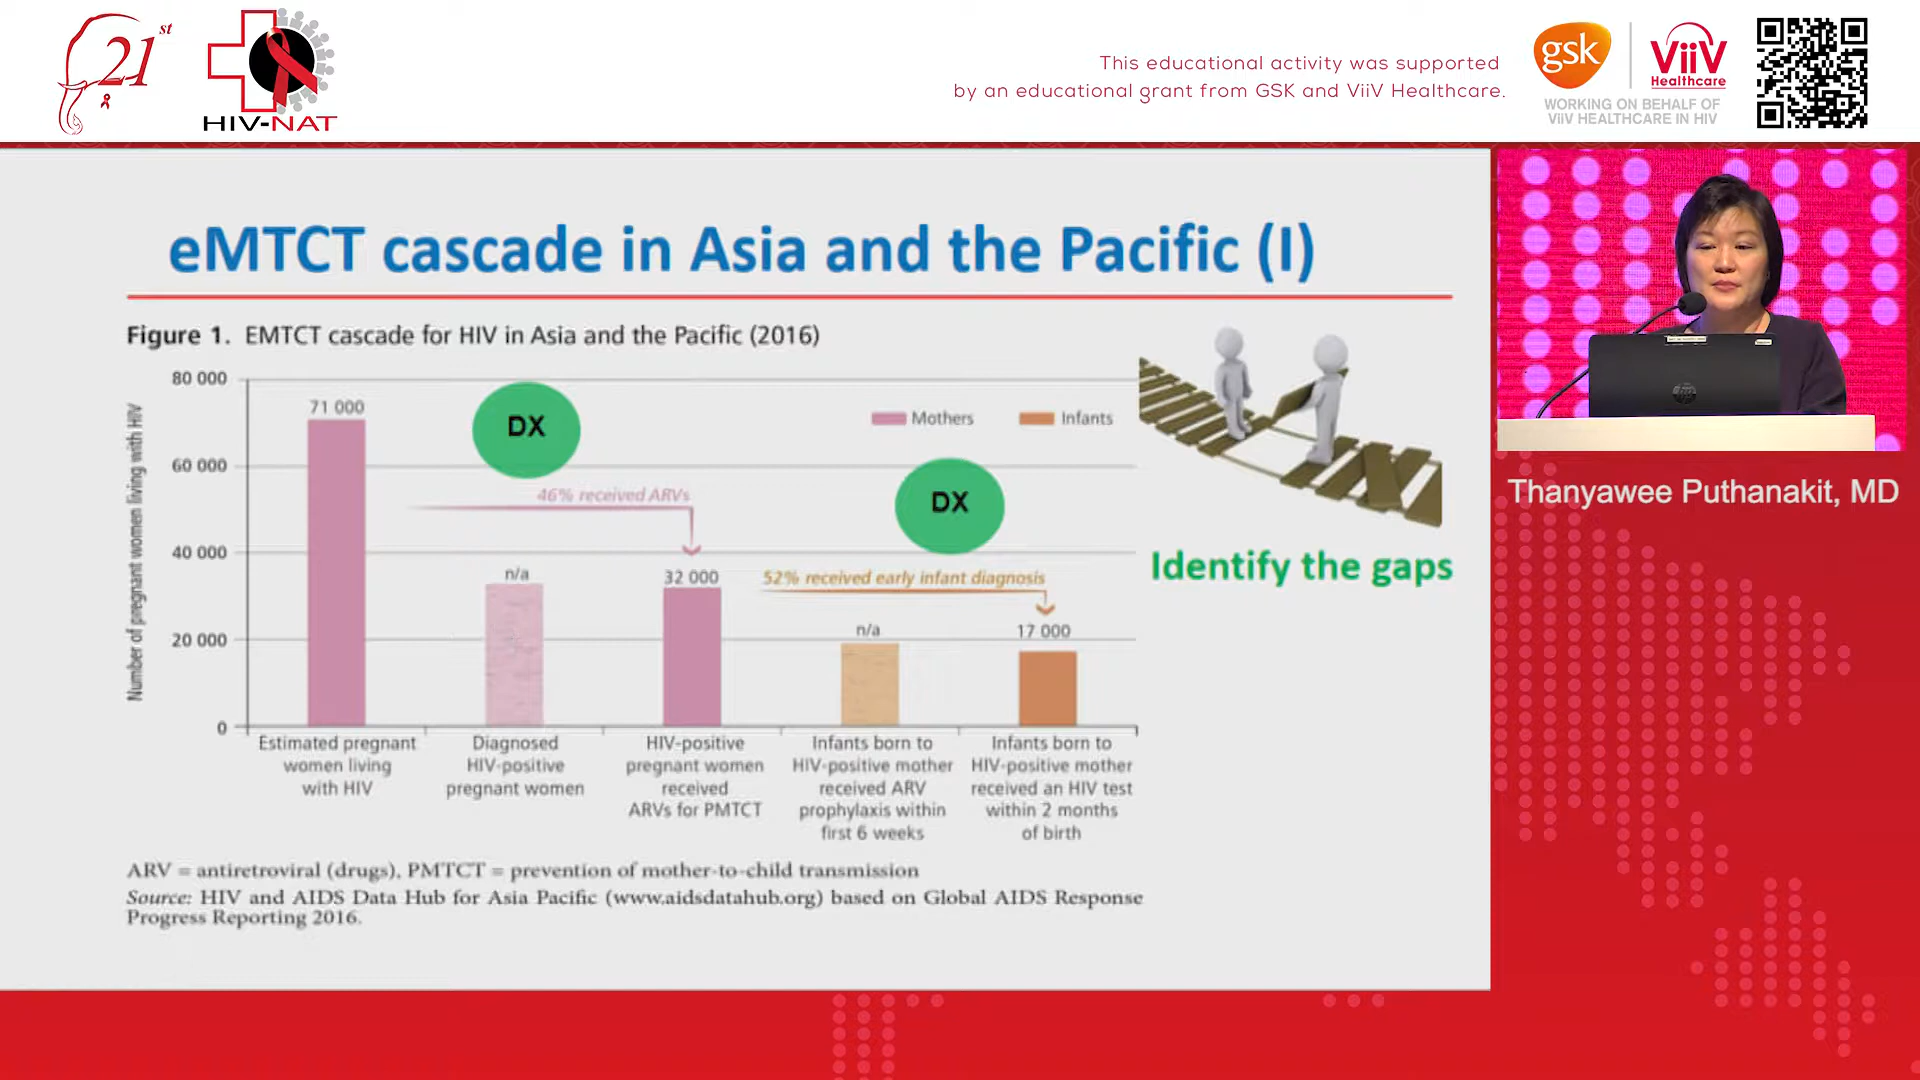 21st
HIV-NAT
This educational activity was supported
by an educational grant from GSK and ViiV Healthcare.
gsk
ViiV
Healthcare
WORKING ON BEHALF OF
ViiV HEALTHCARE IN HIV
eMTCT cascade in Asia and the Pacific (I)
Figure 1. EMTCT cascade for HIV in Asia and the Pacific (2016)
Number of pregnant women living with HIV
80 000
60 000
40 000
20 000
0
71 000
DX
Mothers
Infants
46% received ARVs
DX
n/a
32 000
52% received early infant diagnosis
n/a
17 000
Estimated pregnant
women living
with HIV
Diagnosed
HIV-positive
pregnant women
HIV-positive
pregnant women
received
ARVs for PMTCT
Infants born to
HIV-positive mother
received ARV
prophylaxis within
first 6 weeks
Infants born to
HIV-positive mother
received an HIV test
within 2 months
of birth
Identify the gaps
ARV = antiretroviral (drugs), PMTCT = prevention of mother-to-child transmission
Source: HIV and AIDS Data Hub for Asia Pacific (www.aidsdatahub.org) based on Global AIDS Response
Progress Reporting 2016.
hp
Thanyawee Puthanakit, MD